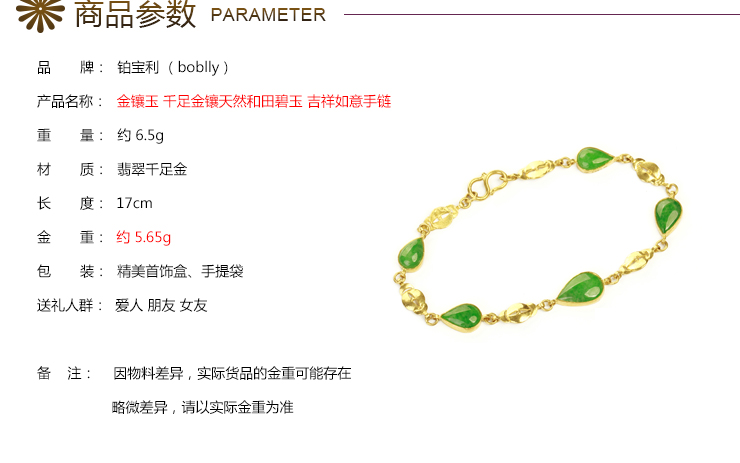 商品参数 PARAMETER
品 牌： 铂宝利（boblly）
产品名称： 金镶玉 千足金镶天然和田碧玉 吉祥如意手链
重 量： 约 6.5g
材 质： 翡翠千足金
长 度： 17cm
金 重： 约 5.65g
包 装： 精美首饰盒、手提袋
送礼人群： 爱人 朋友 女友
备 注： 因物料差异，实际货品的金重可能存在
略微差异，请以实际金重为准